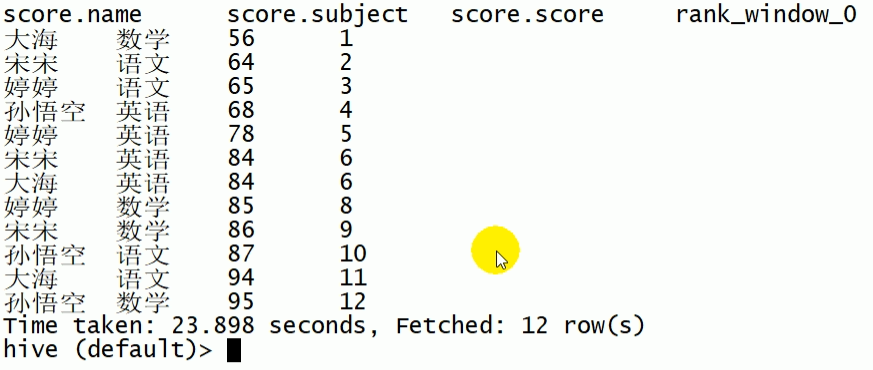 score.name score.subject score.score rank_window_0
大海 数学 56 1
宋宋 语文 64 2
婷婷 语文 65 3
孙悟空 英语 68 4
婷婷 英语 78 5
宋宋 英语 84 6
大海 英语 84 6
婷婷 数学 85 8
宋宋 数学 86 9
孙悟空 语文 87 10
大海 语文 94 11
孙悟空 数学 95 12
Time taken: 23.898 seconds, Fetched: 12 row(s)
hive (default)>